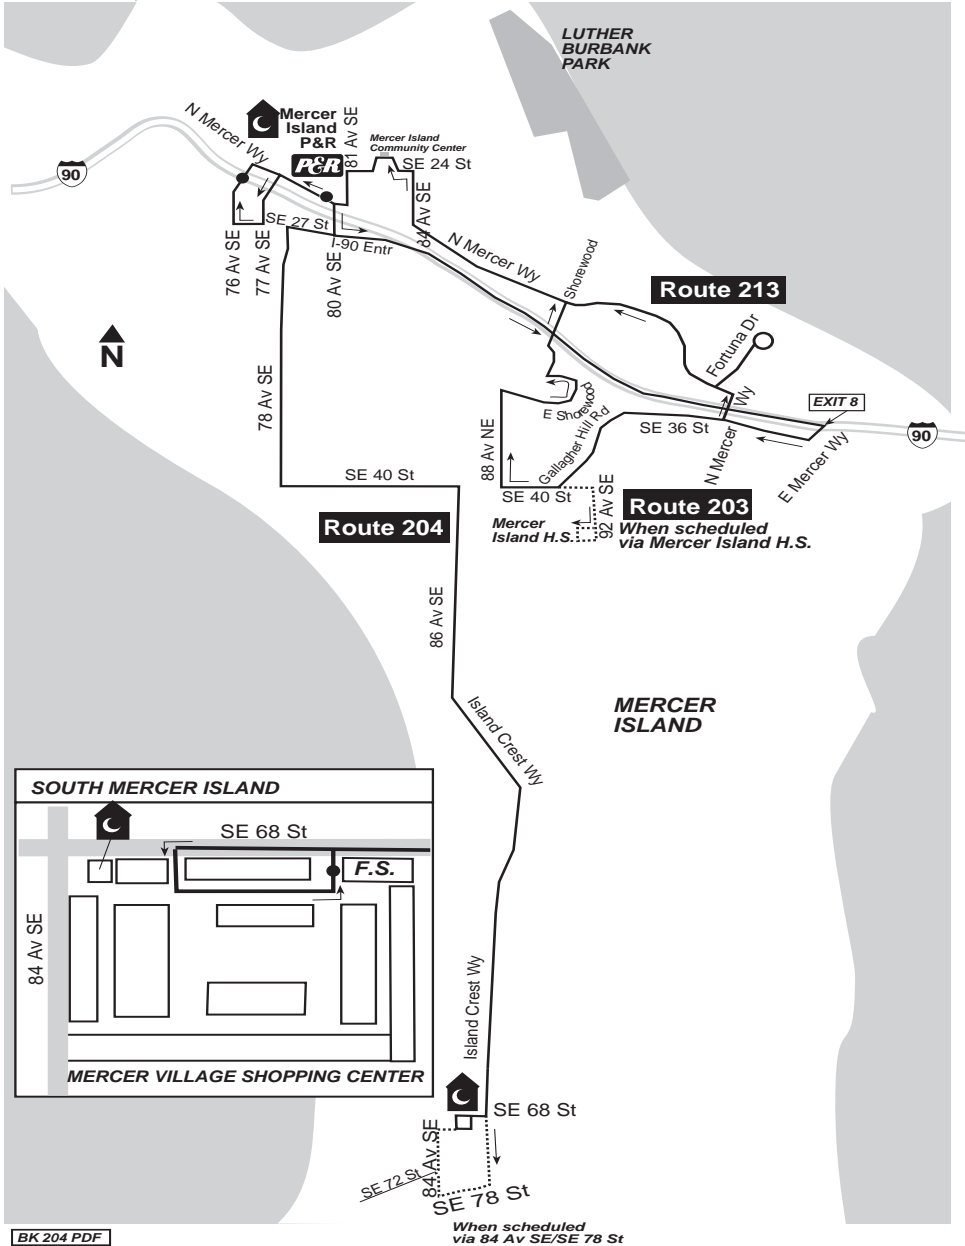 LUTHER
BURBANK
PARK
N Mercer Wy
Mercer
Island
P&R
81 Av SE
Mercer Island
Community Center
P&R
SE 24 St
90
SE 27 St
I-90 Entr
84 Av SE
N Mercer Wy
76 Av SE
77 Av SE
80 Av SE
Shorewood
Route 213
Fortuna Dr
N
78 Av SE
E Shorewood
P
Gallagher Hill Rd
SE 36 St
N Mercer Wy
EXIT 8
90
E Mercer Wy
88 Av NE
SE 40 St
SE 40 St
92 Av SE
Route 203
Mercer
Island H.S.
When scheduled
via Mercer Island H.S.
Route 204
86 Av SE
MERCER
ISLAND
Island Crest Wy
SOUTH MERCER ISLAND
SE 68 St
F.S.
84 Av SE
MERCER VILLAGE SHOPPING CENTER
Island Crest Wy
SE 68 St
84 Av SE
SE 72 St
SE 78 St
When scheduled
via 84 Av SE/SE 78 St
BK 204 PDF